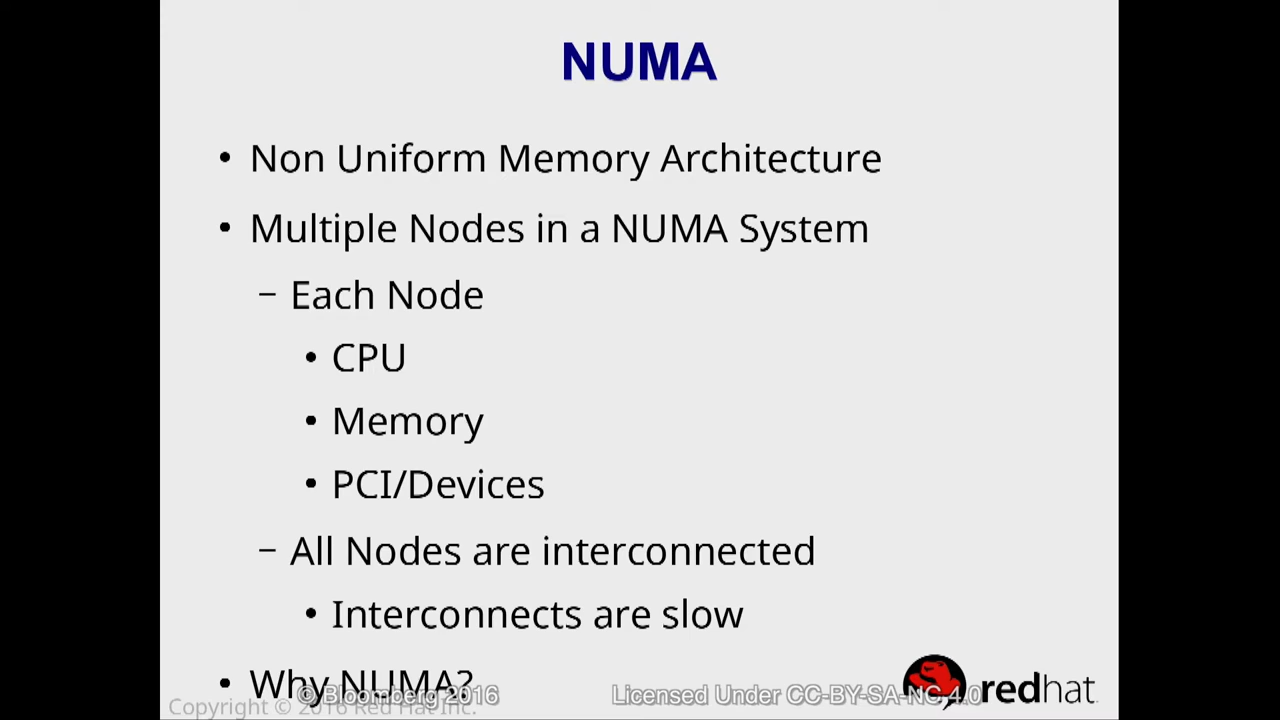 NUMA
• Non Uniform Memory Architecture
• Multiple Nodes in a NUMA System
– Each Node
• CPU
• Memory
• PCI/Devices
– All Nodes are interconnected
• Interconnects are slow
• Why NUMA?
© Bloomberg 2016
Licensed Under CC-BY-SA-NC 4.0
redhat.
Copyright © 2016 Red Hat Inc.